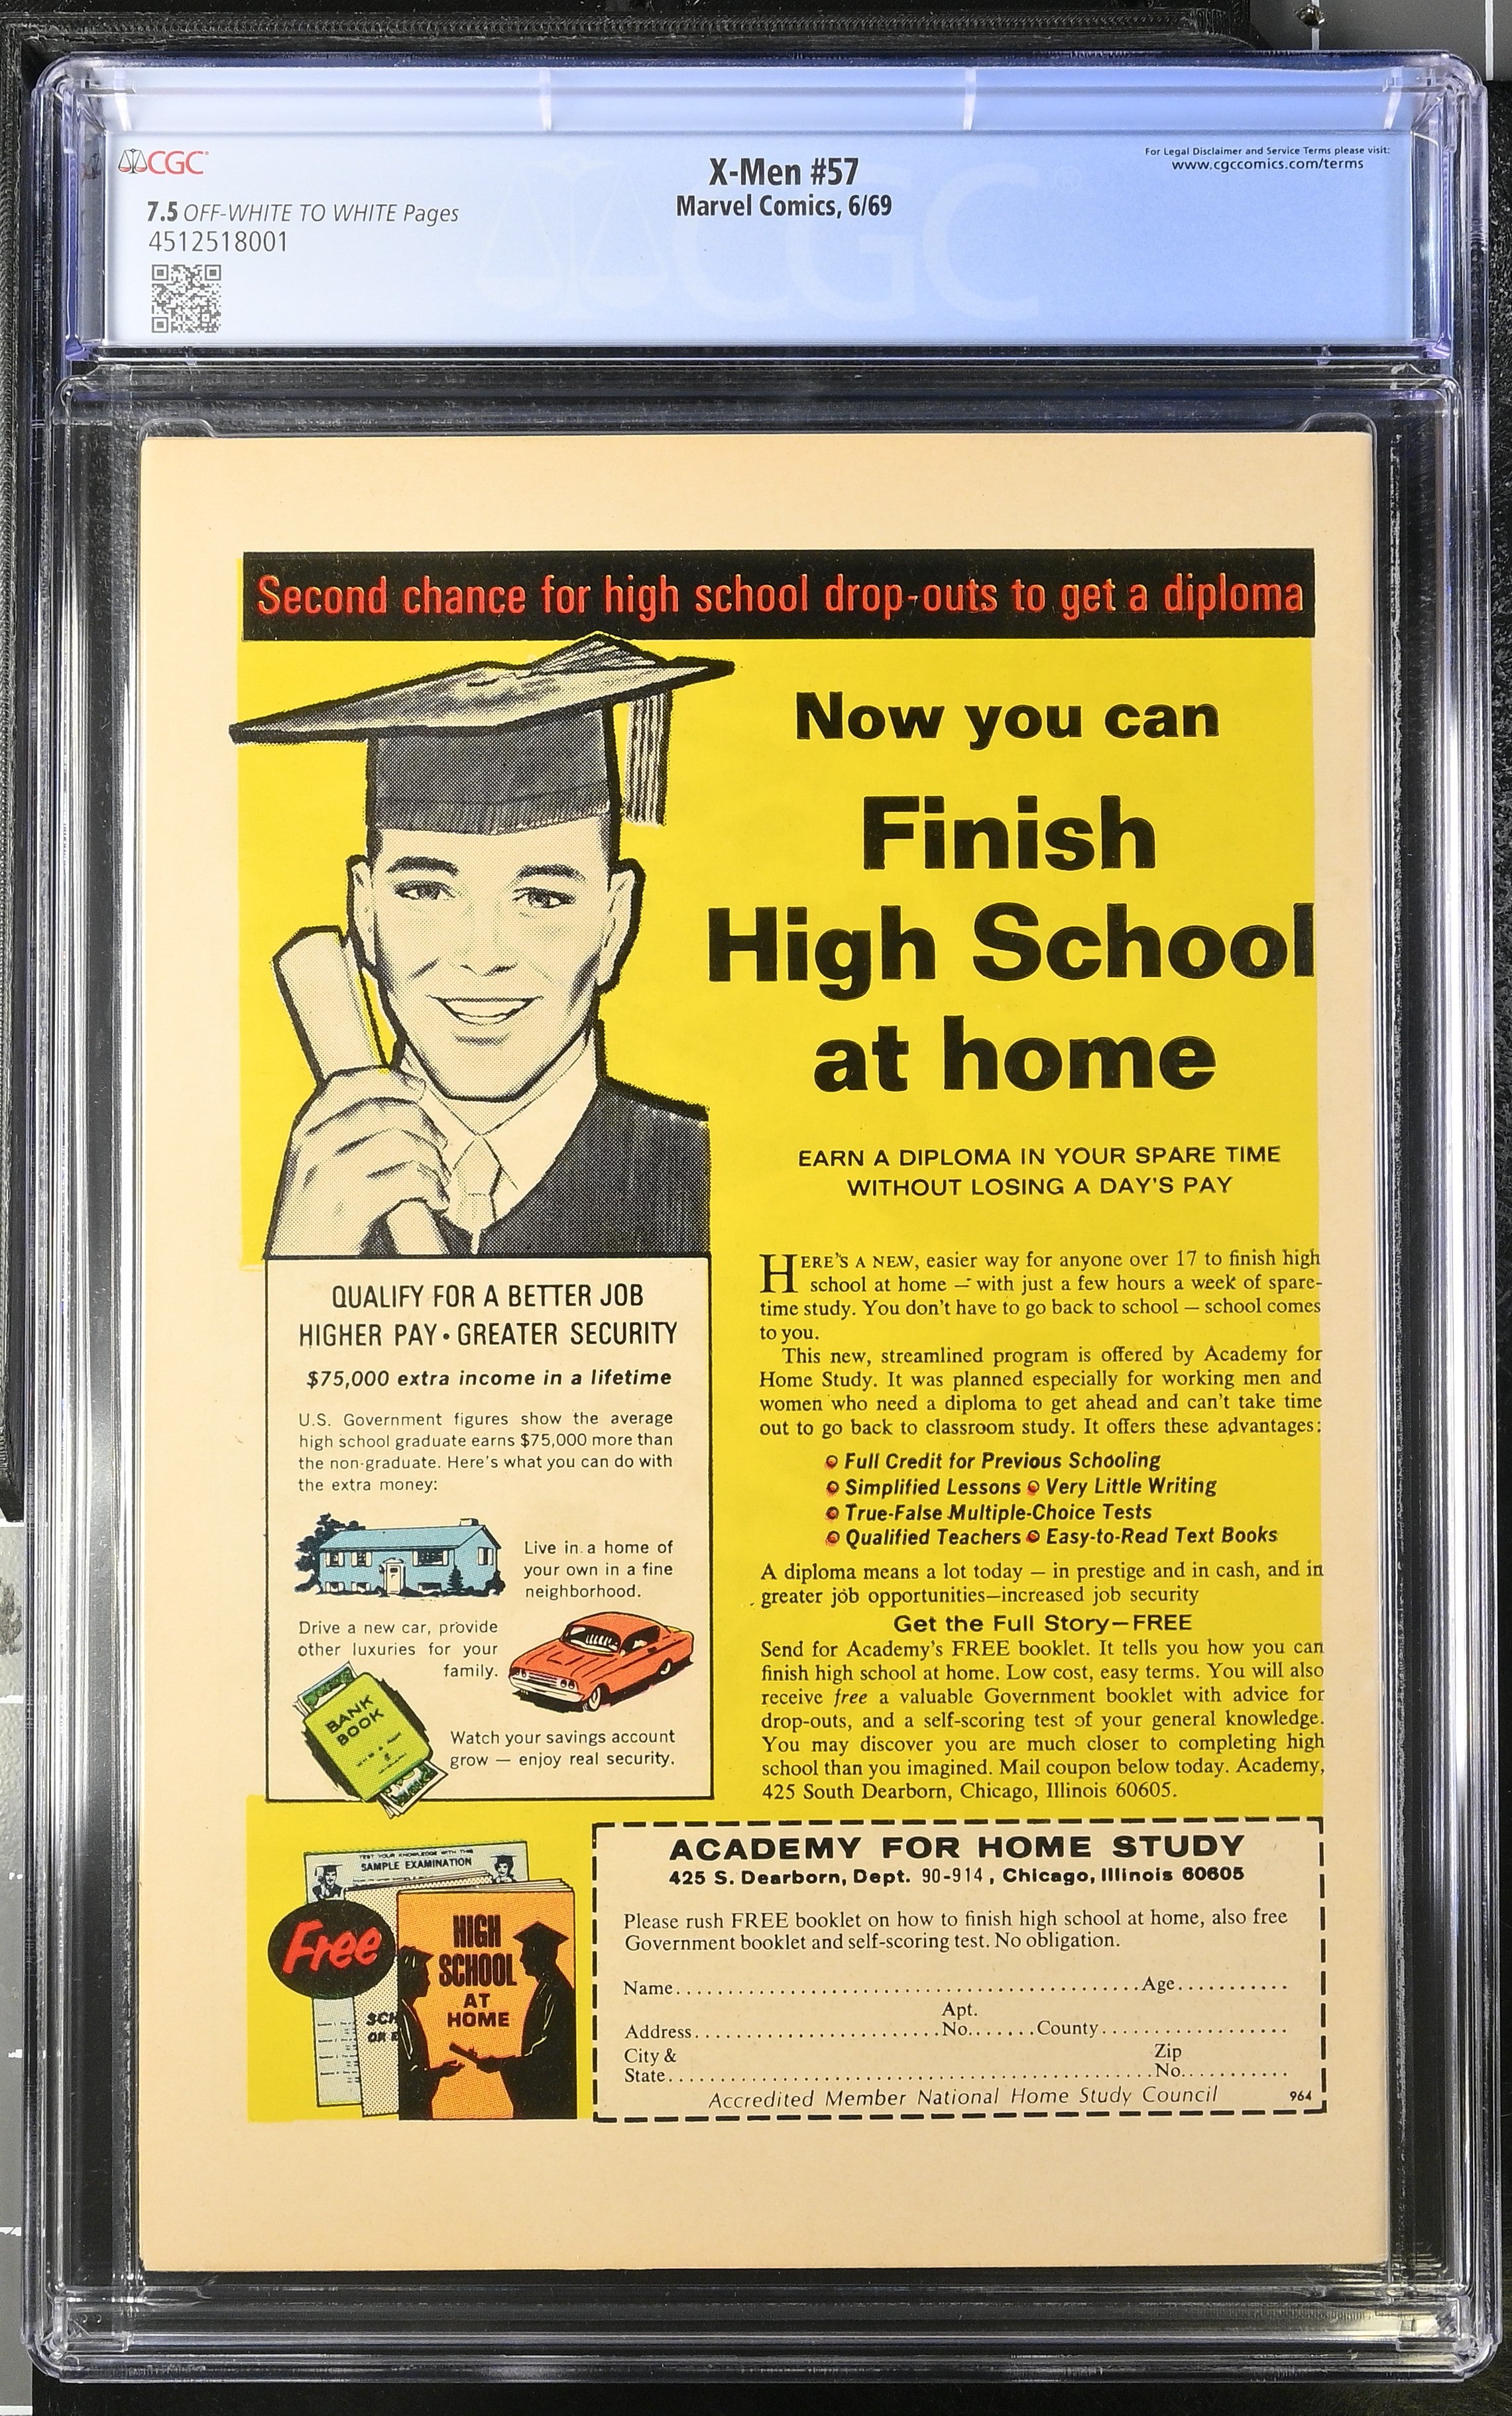 CGC
X-Men #57
Marvel Comics, 6/69
For Legal Disclaimer and Service Terms please visit:
www.cgccomics.com/terms
7.5 OFF-WHITE TO WHITE Pages
4512518001
Second chance for high school drop-outs to get a diploma
Now you can
Finish
High School
at home
EARN A DIPLOMA IN YOUR SPARE TIME
WITHOUT LOSING A DAY'S PAY
QUALIFY FOR A BETTER JOB
HIGHER PAY • GREATER SECURITY
$75,000 extra income in a lifetime
U.S. Government figures show the average
high school graduate earns $75,000 more than
the non-graduate. Here's what you can do with
the extra money:
Live in a home of
your own in a fine
neighborhood.
Drive a new car, provide
other luxuries for your
family.
BANK
BOOK
Watch your savings account
grow — enjoy real security.
HERE'S A NEW, easier way for anyone over 17 to finish high
school at home — with just a few hours a week of spare-
time study. You don't have to go back to school — school comes
to you.
This new, streamlined program is offered by Academy for
Home Study. It was planned especially for working men and
women who need a diploma to get ahead and can't take time
out to go back to classroom study. It offers these advantages:
• Full Credit for Previous Schooling
• Simplified Lessons • Very Little Writing
• True-False Multiple-Choice Tests
• Qualified Teachers • Easy-to-Read Text Books
A diploma means a lot today — in prestige and in cash, and in
greater job opportunities—increased job security
Get the Full Story—FREE
Send for Academy's FREE booklet. It tells you how you can
finish high school at home. Low cost, easy terms. You will also
receive free a valuable Government booklet with advice for
drop-outs, and a self-scoring test of your general knowledge.
You may discover you are much closer to completing high
school than you imagined. Mail coupon below today. Academy,
425 South Dearborn, Chicago, Illinois 60605.
TEST YOUR KNOWLEDGE WITH THIS
SAMPLE EXAMINATION
Free
SCH
OR
HIGH
SCHOOL
AT
HOME
ACADEMY FOR HOME STUDY
425 S. Dearborn, Dept. 90-914, Chicago, Illinois 60605
Please rush FREE booklet on how to finish high school at home, also free
Government booklet and self-scoring test. No obligation.
Name..........Age..........
Apt.
Address..........No.......County..........
City & Zip
State..........No..........
Accredited Member National Home Study Council 964